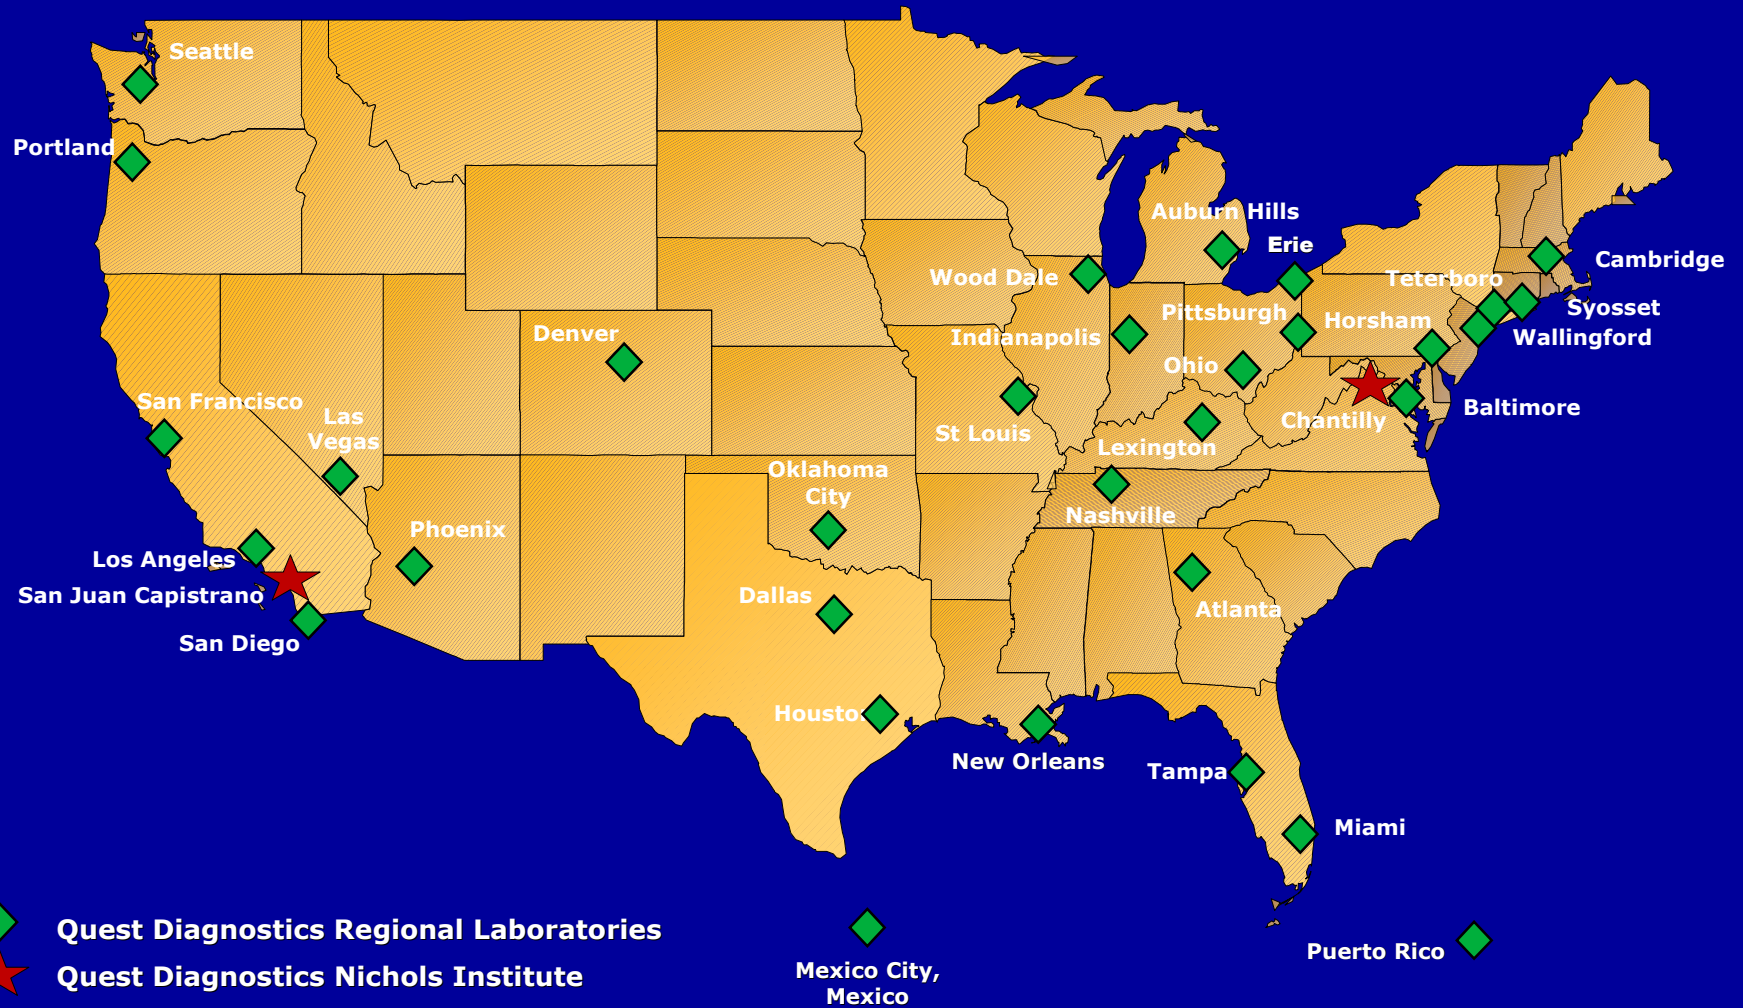 Seattle
Portland
Auburn Hills
Erie
Cambridge
Wood Dale
Teterboro
Syosset
Pittsburgh
Horsham
Denver
Indianapolis
Wallingford
Ohio
San Francisco
Las
Vegas
Baltimore
Chantilly
St Louis
Lexington
Oklahoma
City
Phoenix
Nashville
Los Angeles
San Juan Capistrano
Dallas
Atlanta
San Diego
Houston
New Orleans
Tampa
Miami
Quest Diagnostics Regional Laboratories
Puerto Rico
Quest Diagnostics Nichols Institute
Mexico City,
Mexico